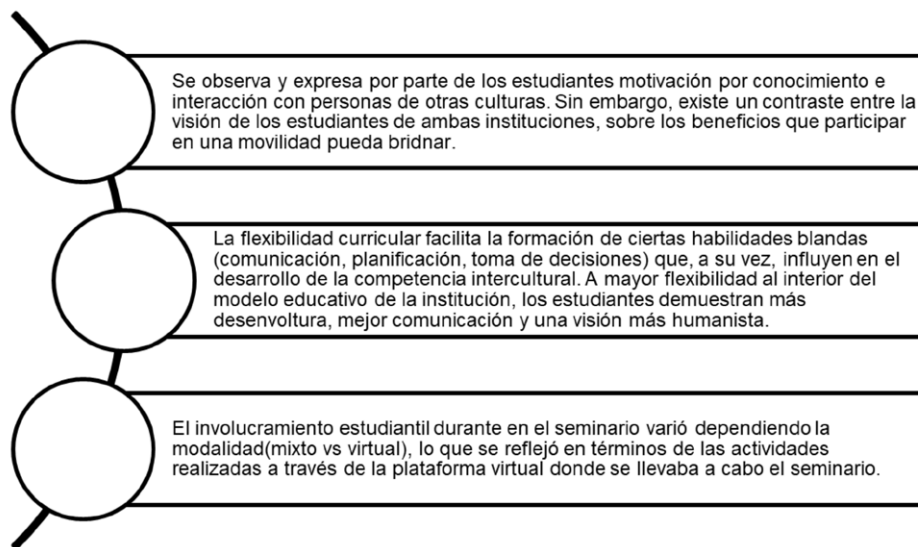 Se observa y expresa por parte de los estudiantes motivación por conocimiento e
interacción con personas de otras culturas. Sin embargo, existe un contraste entre la
visión de los estudiantes de ambas instituciones, sobre los beneficios que participar
en una movilidad pueda bridnar.
La flexibilidad curricular facilita la formación de ciertas habilidades blandas
(comunicación, planificación, toma de decisiones) que, a su vez, influyen en el
desarrollo de la competencia intercultural. A mayor flexibilidad al interior del
modelo educativo de la institución, los estudiantes demuestran más
desenvoltura, mejor comunicación y una visión más humanista.
El involucramiento estudiantil durante en el seminario varió dependiendo la
modalidad(mixto vs virtual), lo que se reflejó en términos de las actividades
realizadas a través de la plataforma virtual donde se llevaba a cabo el seminario.